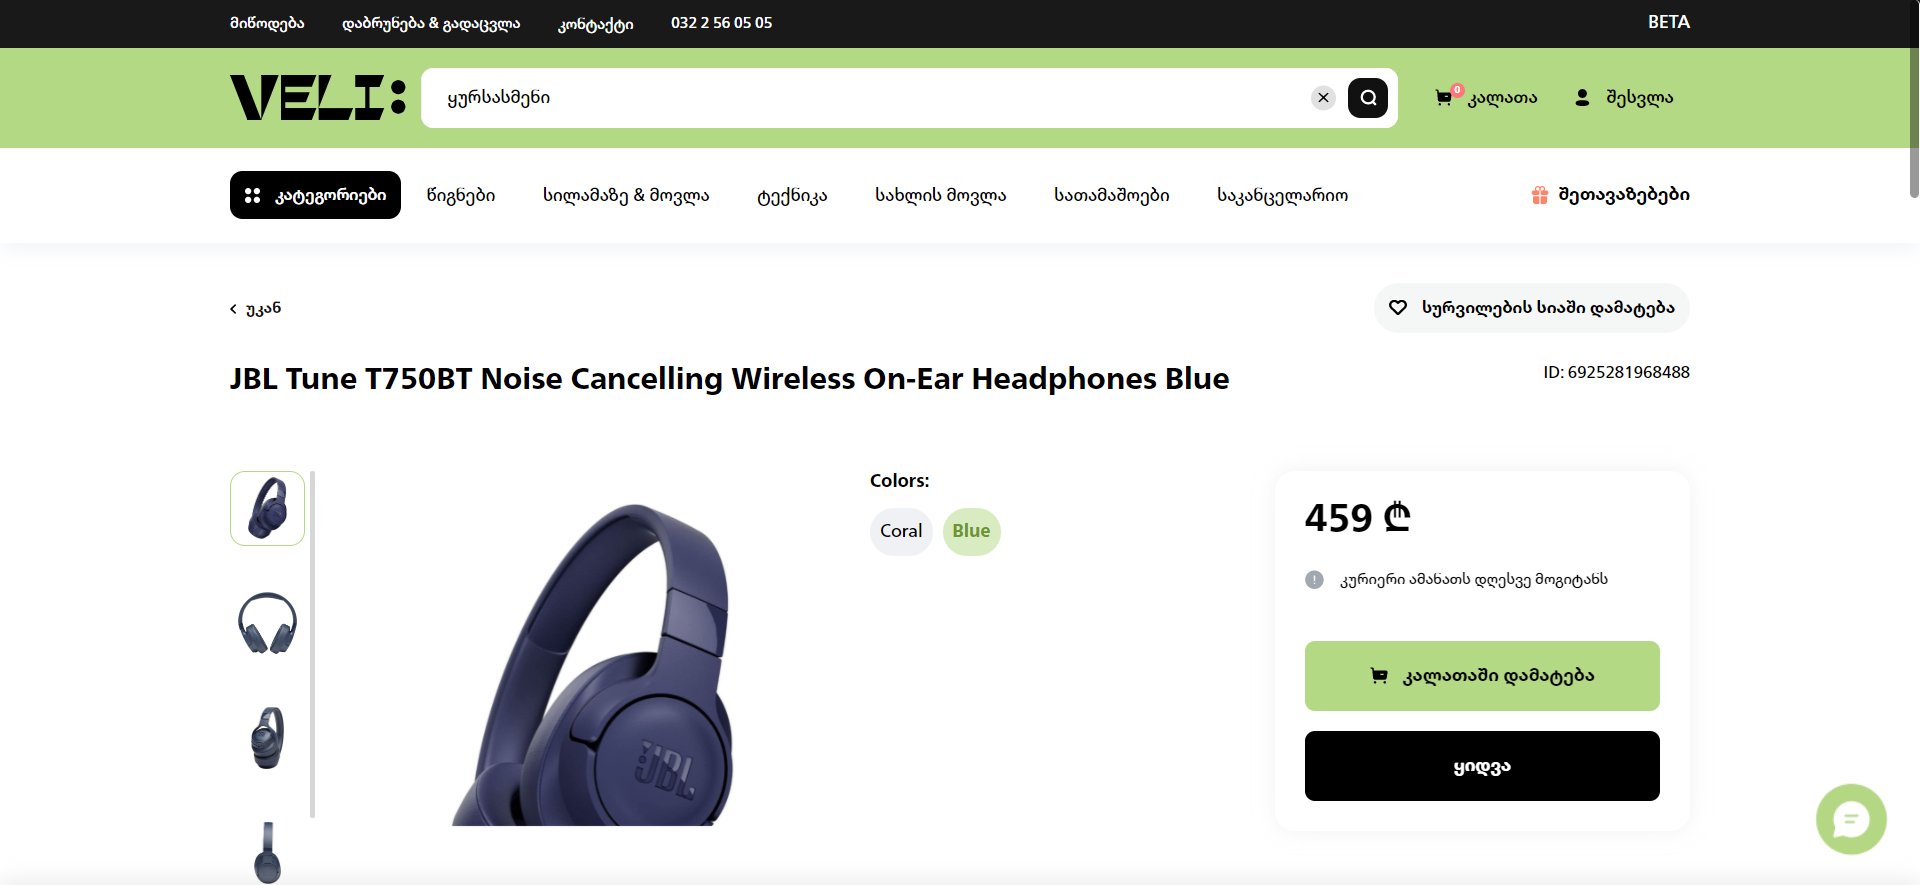 მიწოდება დაბრუნება & გადაცვლა კონტაქტი 032 2 56 05 05 BETA
VELI: ყურსასმენი 0 კალათა შესვლა
კატეგორიები წიგნები სილამაზე & მოვლა ტექნიკა სახლის მოვლა სათამაშოები საკანცელარიო შეთავაზებები
უკან სურვილების სიაში დამატება
JBL Tune T750BT Noise Cancelling Wireless On-Ear Headphones Blue ID: 6925281968488
Colors:
Coral Blue
459 ₾
კურიერი ამანათს დღესვე მოგიტანს
კალათაში დამატება
ყიდვა
JBL